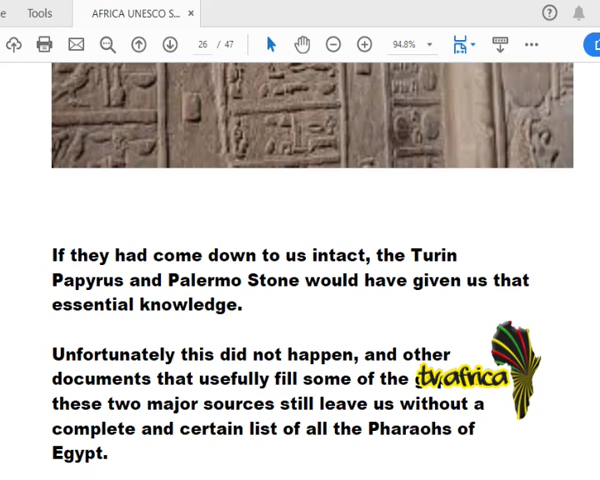 e
Tools
AFRICA UNESCO S...
26 / 47
94.8%
If they had come down to us intact, the Turin
Papyrus and Palermo Stone would have given us that
essential knowledge.
Unfortunately this did not happen, and other
documents that usefully fill some of the
tv.africa
these two major sources still leave us without a
complete and certain list of all the Pharaohs of
Egypt.